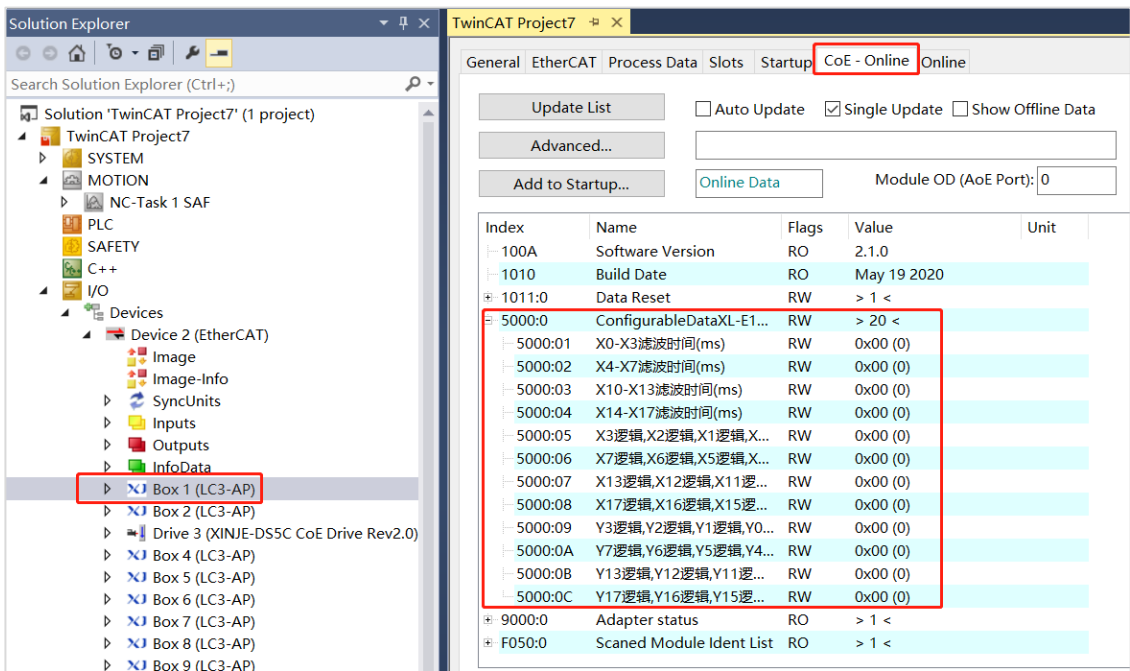 Solution Explorer
Search Solution Explorer (Ctrl+;)
Solution 'TwinCAT Project7' (1 project)
TwinCAT Project7
SYSTEM
MOTION
NC-Task 1 SAF
PLC
SAFETY
C++
I/O
Devices
Device 2 (EtherCAT)
Image
Image-Info
SyncUnits
Inputs
Outputs
InfoData
Box 1 (LC3-AP)
Box 2 (LC3-AP)
Drive 3 (XINJE-DS5C CoE Drive Rev2.0)
Box 4 (LC3-AP)
Box 5 (LC3-AP)
Box 6 (LC3-AP)
Box 7 (LC3-AP)
Box 8 (LC3-AP)
Box 9 (LC3-AP)
TwinCAT Project7
General EtherCAT Process Data Slots Startup CoE - Online Online
Update List Auto Update Single Update Show Offline Data
Advanced...
Add to Startup... Online Data Module OD (AoE Port): 0
Index Name Flags Value Unit
100A Software Version RO 2.1.0
1010 Build Date RO May 19 2020
1011:0 Data Reset RW > 1 <
5000:0 ConfigurableDataXL-E1... RW > 20 <
5000:01 X0-X3滤波时间(ms) RW 0x00 (0)
5000:02 X4-X7滤波时间(ms) RW 0x00 (0)
5000:03 X10-X13滤波时间(ms) RW 0x00 (0)
5000:04 X14-X17滤波时间(ms) RW 0x00 (0)
5000:05 X3逻辑,X2逻辑,X1逻辑,X... RW 0x00 (0)
5000:06 X7逻辑,X6逻辑,X5逻辑,X... RW 0x00 (0)
5000:07 X13逻辑,X12逻辑,X11逻... RW 0x00 (0)
5000:08 X17逻辑,X16逻辑,X15逻... RW 0x00 (0)
5000:09 Y3逻辑,Y2逻辑,Y1逻辑,Y0... RW 0x00 (0)
5000:0A Y7逻辑,Y6逻辑,Y5逻辑,Y4... RW 0x00 (0)
5000:0B Y13逻辑,Y12逻辑,Y11逻... RW 0x00 (0)
5000:0C Y17逻辑,Y16逻辑,Y15逻... RW 0x00 (0)
9000:0 Adapter status RO > 1 <
F050:0 Scaned Module Ident List RO > 1 <